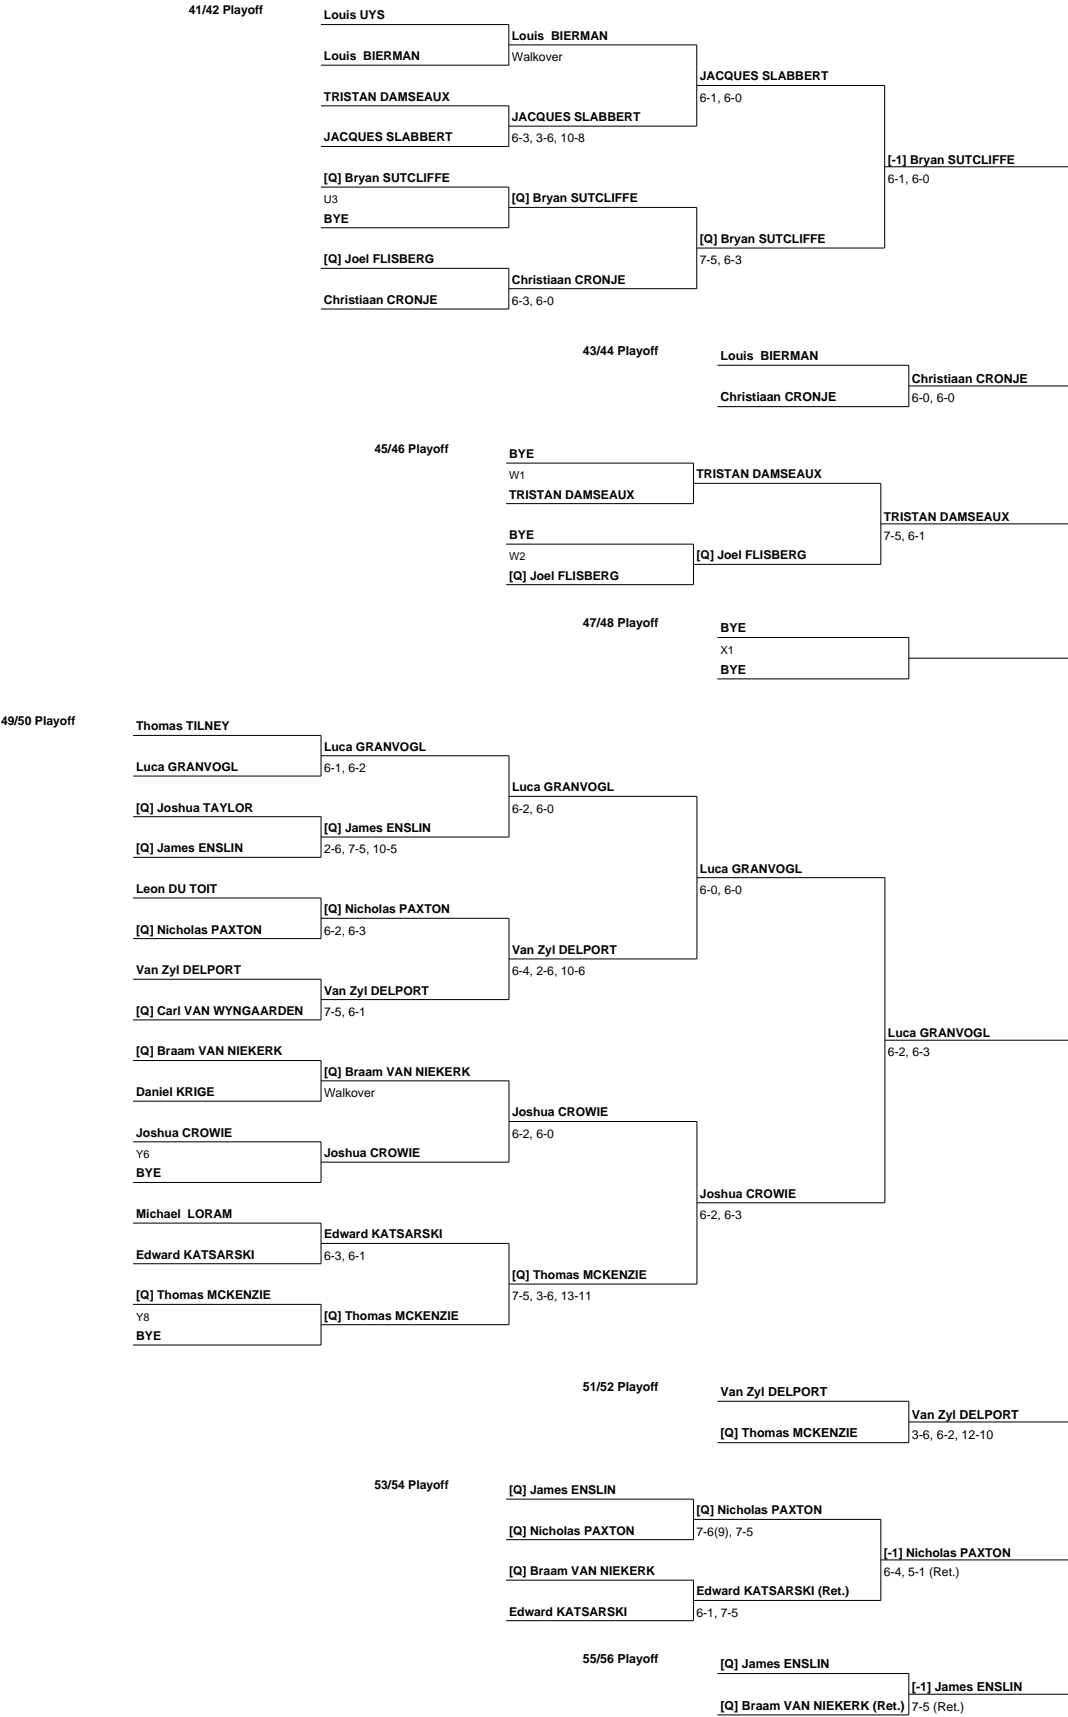 41/42 Playoff
Louis UYS
Louis BIERMAN
Louis BIERMAN
Walkover
JACQUES SLABBERT
6-1, 6-0
TRISTAN DAMSEAUX
JACQUES SLABBERT
JACQUES SLABBERT
6-3, 3-6, 10-8
[-1] Bryan SUTCLIFFE
6-1, 6-0
[Q] Bryan SUTCLIFFE
U3
BYE
[Q] Bryan SUTCLIFFE
[Q] Bryan SUTCLIFFE
7-5, 6-3
[Q] Joel FLISBERG
Christiaan CRONJE
Christiaan CRONJE
6-3, 6-0
43/44 Playoff
Louis BIERMAN
Christiaan CRONJE
Christiaan CRONJE
6-0, 6-0
45/46 Playoff
BYE
W1
TRISTAN DAMSEAUX
TRISTAN DAMSEAUX
TRISTAN DAMSEAUX
7-5, 6-1
BYE
W2
[Q] Joel FLISBERG
[Q] Joel FLISBERG
47/48 Playoff
BYE
X1
BYE
49/50 Playoff
Thomas TILNEY
Luca GRANVOGL
Luca GRANVOGL
6-1, 6-2
Luca GRANVOGL
6-2, 6-0
[Q] Joshua TAYLOR
[Q] James ENSLIN
[Q] James ENSLIN
2-6, 7-5, 10-5
Luca GRANVOGL
6-0, 6-0
Leon DU TOIT
[Q] Nicholas PAXTON
[Q] Nicholas PAXTON
6-2, 6-3
Van Zyl DELPORT
6-4, 2-6, 10-6
Van Zyl DELPORT
Van Zyl DELPORT
[Q] Carl VAN WYNGAARDEN
7-5, 6-1
Luca GRANVOGL
6-2, 6-3
[Q] Braam VAN NIEKERK
[Q] Braam VAN NIEKERK
Daniel KRIGE
Walkover
Joshua CROWIE
6-2, 6-0
Joshua CROWIE
Y6
BYE
Joshua CROWIE
Joshua CROWIE
6-2, 6-3
Michael LORAM
Edward KATSARSKI
Edward KATSARSKI
6-3, 6-1
[Q] Thomas MCKENZIE
7-5, 3-6, 13-11
[Q] Thomas MCKENZIE
Y8
BYE
[Q] Thomas MCKENZIE
51/52 Playoff
Van Zyl DELPORT
Van Zyl DELPORT
[Q] Thomas MCKENZIE
3-6, 6-2, 12-10
53/54 Playoff
[Q] James ENSLIN
[Q] Nicholas PAXTON
[Q] Nicholas PAXTON
7-6(9), 7-5
[-1] Nicholas PAXTON
6-4, 5-1 (Ret.)
[Q] Braam VAN NIEKERK
Edward KATSARSKI (Ret.)
Edward KATSARSKI
6-1, 7-5
55/56 Playoff
[Q] James ENSLIN
[-1] James ENSLIN
[Q] Braam VAN NIEKERK (Ret.)
7-5 (Ret.)